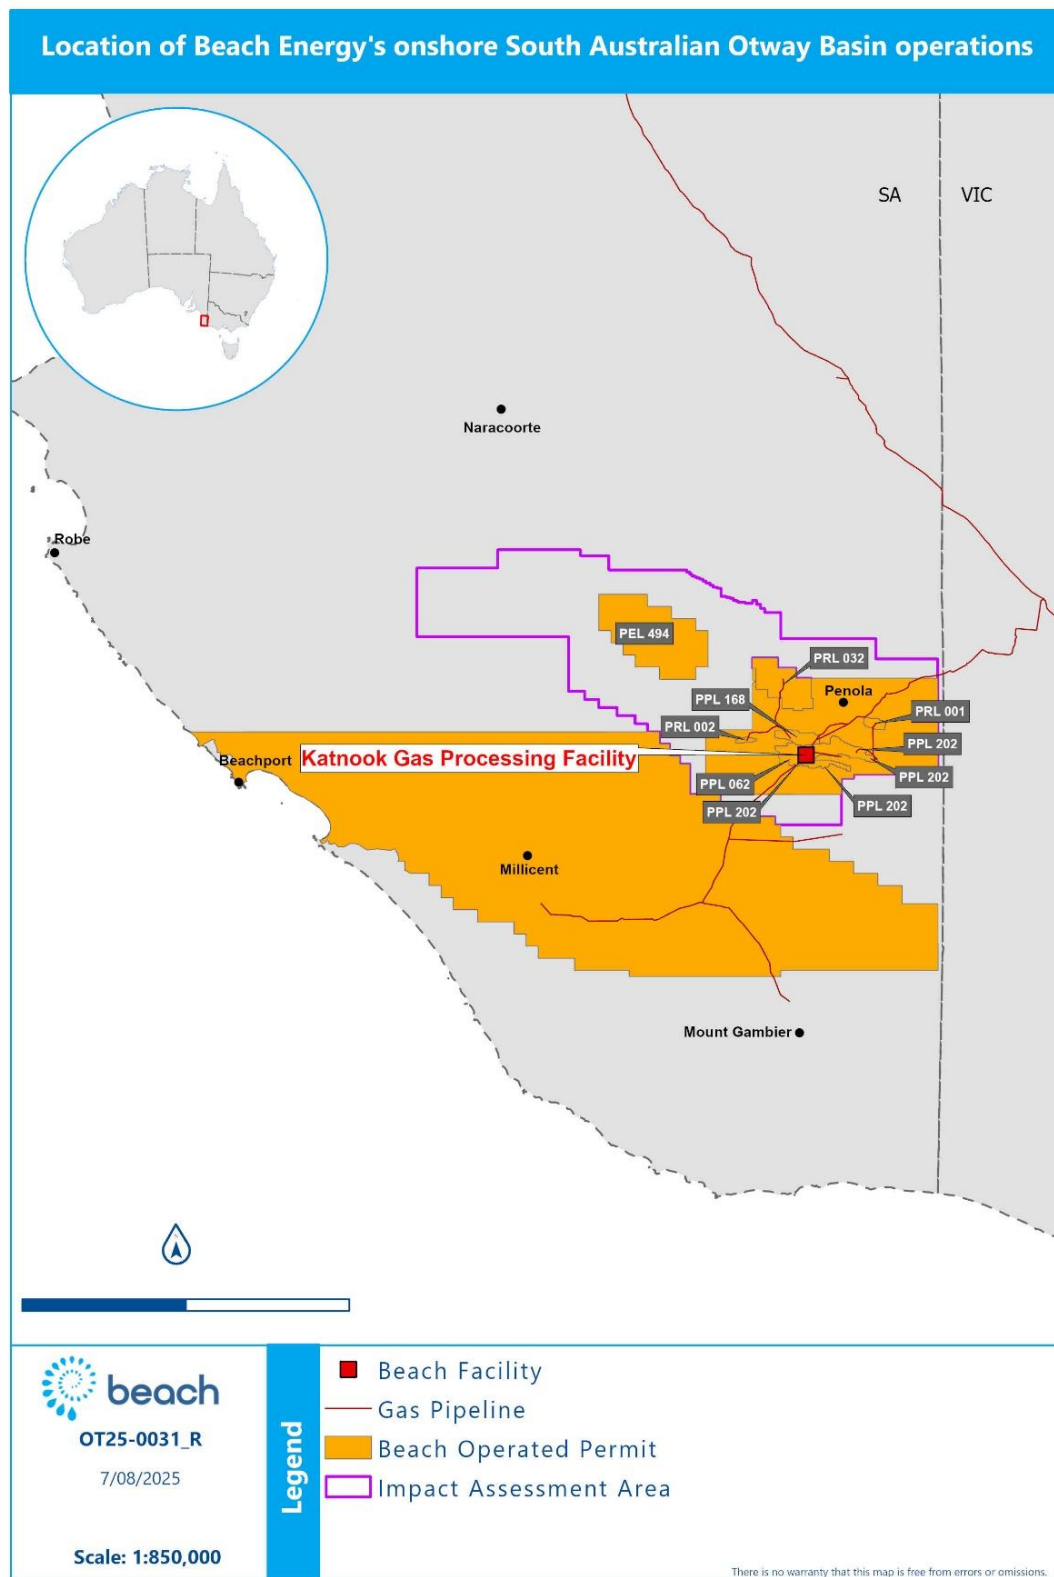 Location of Beach Energy's onshore South Australian Otway Basin operations
SA
VIC
Naracoorte
Robe
PEL 494
PRL 032
Penola
PPL 168
PRL 001
PRL 002
PPL 202
Beachport
Katnook Gas Processing Facility
PPL 202
PPL 062
PPL 202
PPL 202
Millicent
Mount Gambier
beach
OT25-0031_R
7/08/2025
Scale: 1:850,000
Legend
Beach Facility
Gas Pipeline
Beach Operated Permit
Impact Assessment Area
There is no warranty that this map is free from errors or omissions.